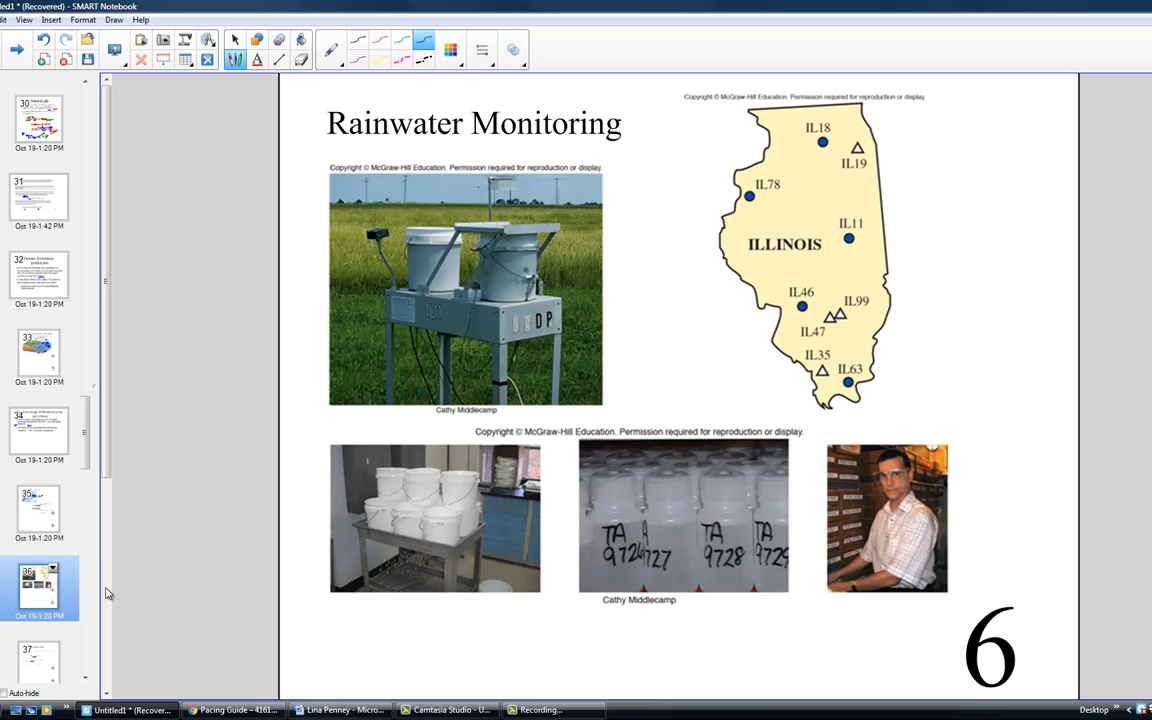 led1 * (Recovered) - SMART Notebook
dit View Insert Format Draw Help
30
Oct 19-1:20 PM
31
Oct 19-1:42 PM
32
Oct 19-1:20 PM
33
Oct 19-1:20 PM
34
Oct 19-1:20 PM
35
Oct 19-1:20 PM
36
Oct 19-1:20 PM
37
Auto-hide
Rainwater Monitoring
Copyright © McGraw-Hill Education. Permission required for reproduction or display.
Cathy Middlecamp
Copyright © McGraw-Hill Education. Permission required for reproduction or display.
IL18
IL19
IL78
IL11
ILLINOIS
IL46
IL99
IL47
IL35
IL63
Copyright © McGraw-Hill Education. Permission required for reproduction or display.
D P
TA
9726
727
TA
9728
TA
9729
Cathy Middlecamp
6
Untitled1 * (Recover...
Pacing Guide – 4161...
Lina Penney - Micro...
Camtasia Studio - U...
Recording...
Desktop